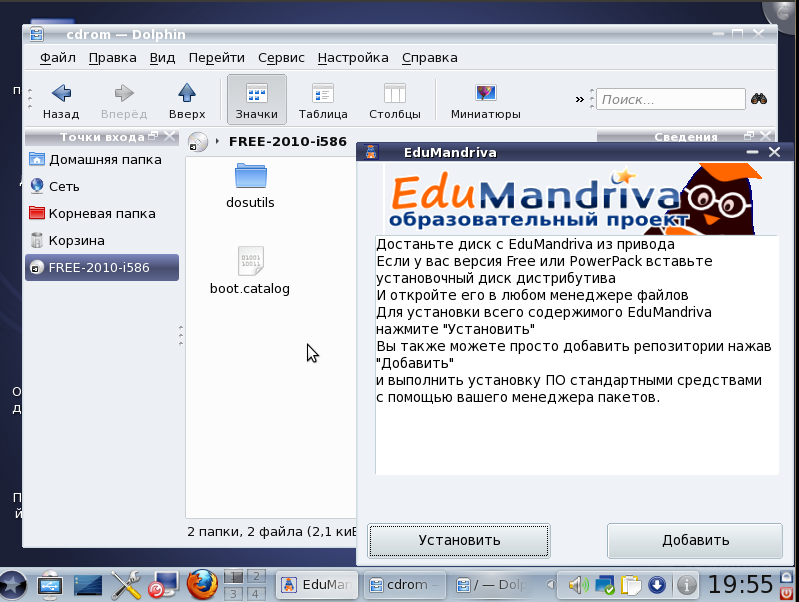 cdrom — Dolphin
Файл Правка Вид Перейти Сервис Настройка Справка
Назад Вперёд Вверх Значки Таблица Столбцы Миниатюры » Поиск...
Точки входа
FREE-2010-i586
Сведения
Домашняя папка
Сеть
Корневая папка
Корзина
FREE-2010-i586
dosutils
boot.catalog
2 папки, 2 файла (2,1 киБ
EduMandriva
EduMandriva
образовательный проект
Достаньте диск с EduMandriva из привода
Если у вас версия Free или PowerPack вставьте
установочный диск дистрибутива
И откройте его в любом менеджере файлов
Для установки всего содержимого EduMandriva
нажмите "Установить"
Вы также можете просто добавить репозитории нажав
"Добавить"
и выполнить установку ПО стандартными средствами
с помощью вашего менеджера пакетов.
Установить Добавить
1 2
3 4
EduMan
cdrom –
/ — Dol
19:55